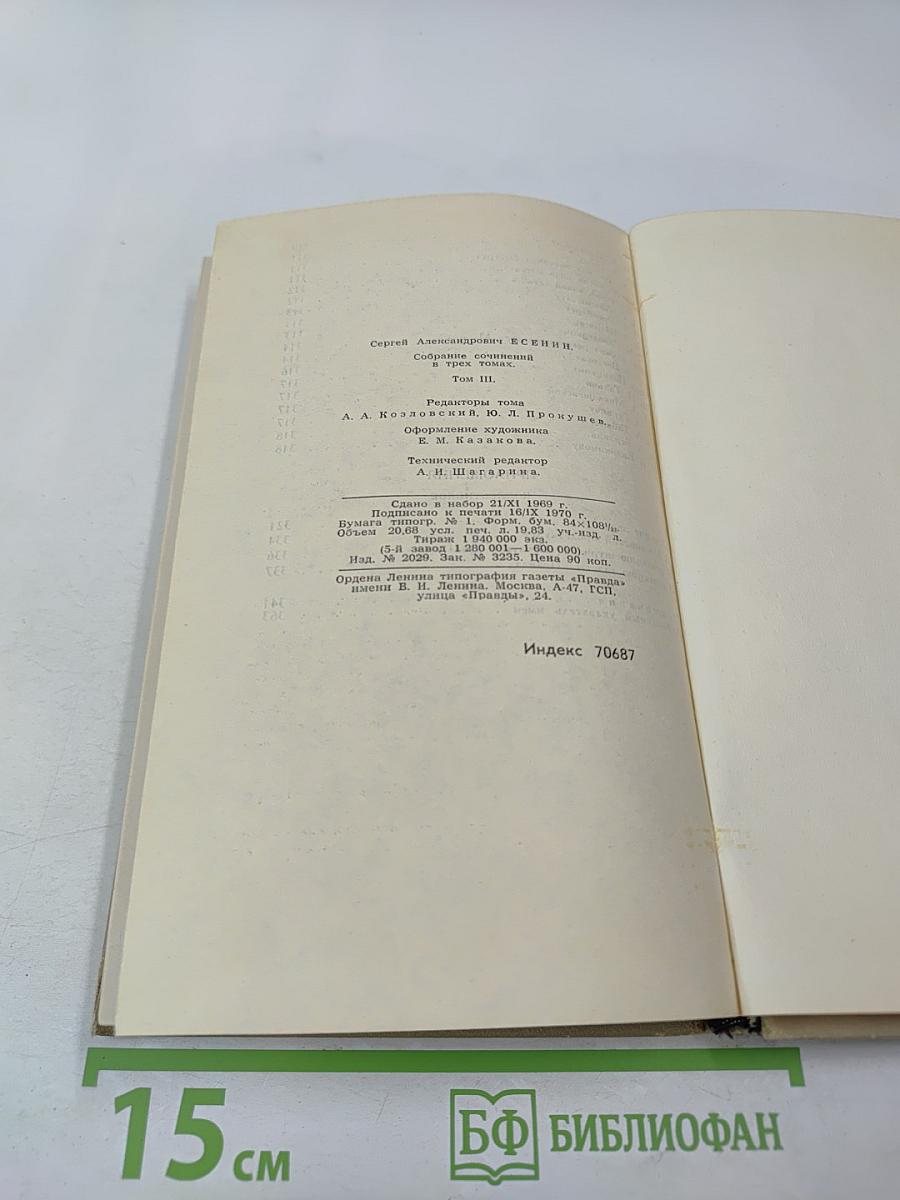 Сергей Александрович ЕСЕНИН.
Собрание сочинений
в трех томах.
Том III.
Редакторы тома
А. А. Козловский, Ю. Л. Прокушев.
Оформление художника
Е. М. Казакова.
Технический редактор
А. И. Шагарина.
Сдано в набор 21/XI 1969 г.
Подписано к печати 16/IX 1970 г.
Бумага типогр. № 1. Форм. бум. 84×108¹/₃₂.
Объем 20,68 усл. печ. л. 19,83 уч.-изд. л.
Тираж 1 940 000 экз.
(5-й завод 1 280 001—1 600 000).
Изд. № 2029. Зак. № 3235. Цена 90 коп.
Ордена Ленина типография газеты «Правда»
имени В. И. Ленина. Москва, А-47, ГСП,
улица «Правды», 24.
Индекс 70687
15 см
БФ БИБЛИОФАН